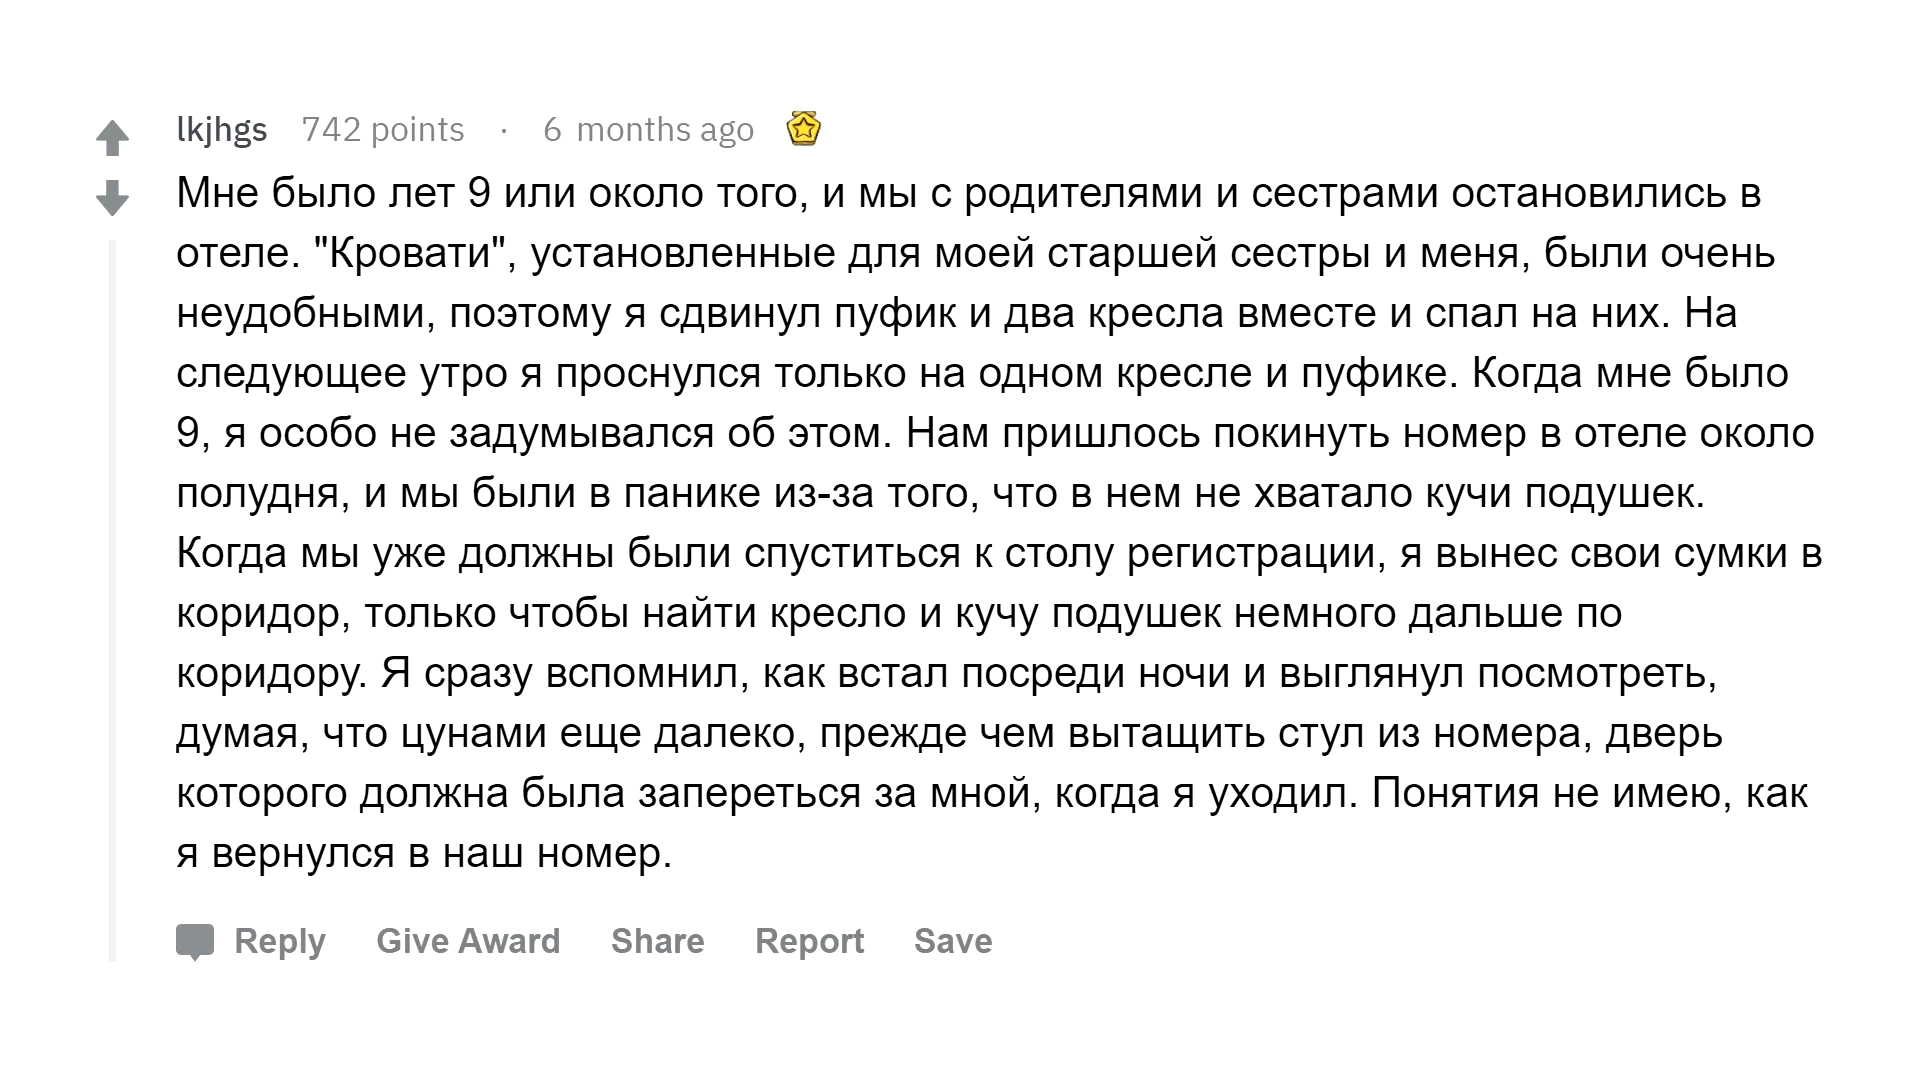 lkjhgs 742 points · 6 months ago
Мне было лет 9 или около того, и мы с родителями и сестрами остановились в
отеле. "Кровати", установленные для моей старшей сестры и меня, были очень
неудобными, поэтому я сдвинул пуфик и два кресла вместе и спал на них. На
следующее утро я проснулся только на одном кресле и пуфике. Когда мне было
9, я особо не задумывался об этом. Нам пришлось покинуть номер в отеле около
полудня, и мы были в панике из-за того, что в нем не хватало кучи подушек.
Когда мы уже должны были спуститься к столу регистрации, я вынес свои сумки в
коридор, только чтобы найти кресло и кучу подушек немного дальше по
коридору. Я сразу вспомнил, как встал посреди ночи и выглянул посмотреть,
думая, что цунами еще далеко, прежде чем вытащить стул из номера, дверь
которого должна была запереться за мной, когда я уходил. Понятия не имею, как
я вернулся в наш номер.
Reply Give Award Share Report Save